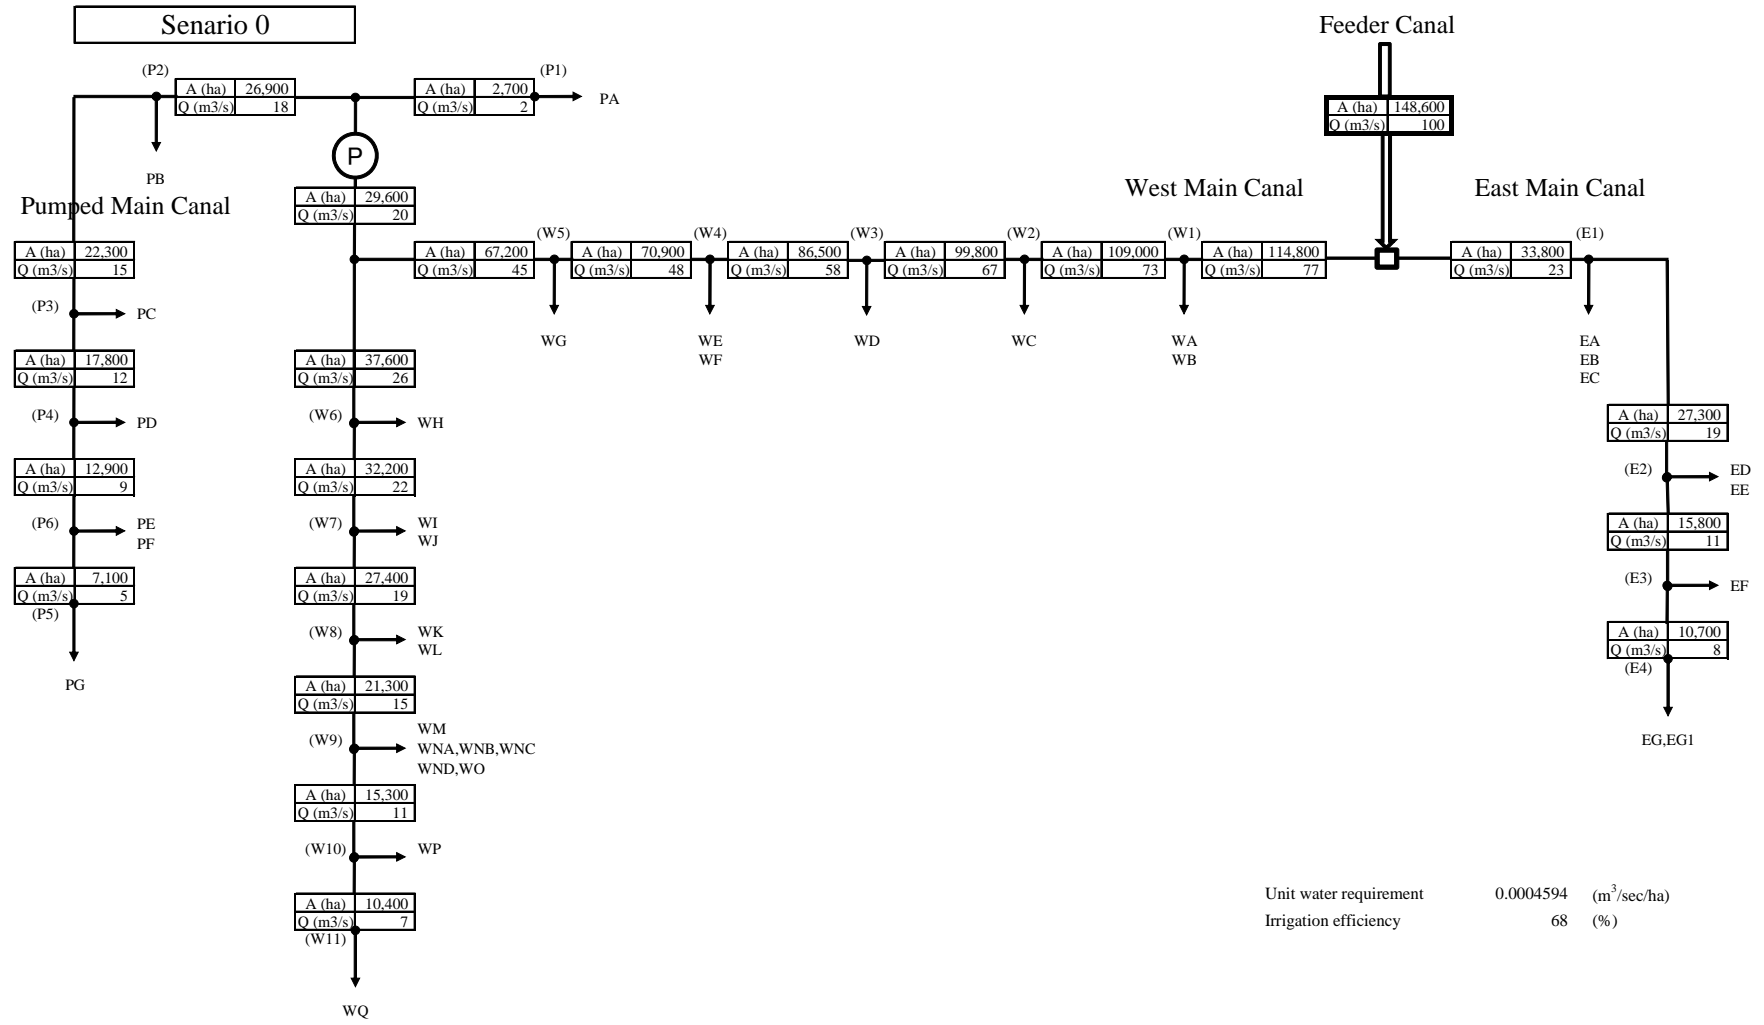 Senario 0
Feeder Canal
(P2)
A (ha) 26,900
Q (m3/s) 18
A (ha) 2,700
Q (m3/s) 2
(P1)
PA
A (ha) 148,600
Q (m3/s) 100
P
PB
Pumped Main Canal
A (ha) 29,600
Q (m3/s) 20
West Main Canal
East Main Canal
A (ha) 22,300
Q (m3/s) 15
A (ha) 67,200
Q (m3/s) 45
(W5)
A (ha) 70,900
Q (m3/s) 48
(W4)
A (ha) 86,500
Q (m3/s) 58
(W3)
A (ha) 99,800
Q (m3/s) 67
(W2)
A (ha) 109,000
Q (m3/s) 73
(W1)
A (ha) 114,800
Q (m3/s) 77
A (ha) 33,800
Q (m3/s) 23
(E1)
(P3)
PC
WG
WE
WF
WD
WC
WA
WB
EA
EB
EC
A (ha) 17,800
Q (m3/s) 12
A (ha) 37,600
Q (m3/s) 26
(P4)
PD
(W6)
WH
A (ha) 27,300
Q (m3/s) 19
A (ha) 12,900
Q (m3/s) 9
A (ha) 32,200
Q (m3/s) 22
(E2)
ED
EE
(P6)
PE
PF
(W7)
WI
WJ
A (ha) 15,800
Q (m3/s) 11
A (ha) 7,100
Q (m3/s) 5
(P5)
A (ha) 27,400
Q (m3/s) 19
(E3)
EF
(W8)
WK
WL
A (ha) 10,700
Q (m3/s) 8
(E4)
PG
A (ha) 21,300
Q (m3/s) 15
(W9)
WM
WNA,WNB,WNC
WND,WO
EG,EG1
A (ha) 15,300
Q (m3/s) 11
(W10)
WP
A (ha) 10,400
Q (m3/s) 7
(W11)
WQ
Unit water requirement 0.0004594 (m³/sec/ha)
Irrigation efficiency 68 (%)